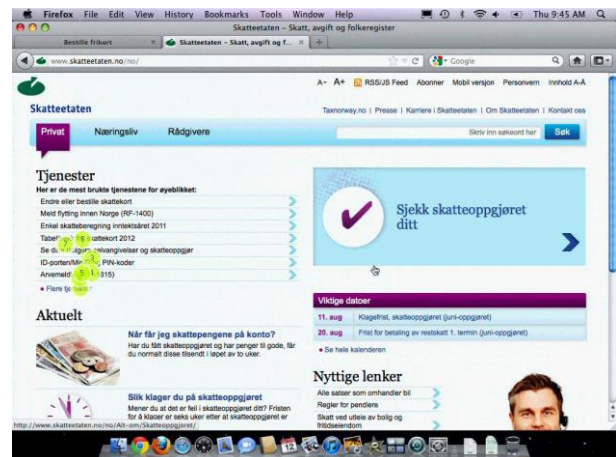 Firefox File Edit View History Bookmarks Tools Window Help Thu 9:45 AM
Skatteetaten – Skatt, avgift og folkeregister
Bestille frikort
Skatteetaten – Skatt, avgift og f...
www.skatteetaten.no/no/
Google
A- A+ RSS/JS Feed Abonner Mobil versjon Personvern Innhold A-Å
Skatteetaten
Taxnorway.no | Presse | Karriere i Skatteetaten | Om Skatteetaten | Kontakt oss
Privat Næringsliv Rådgivere
Skriv inn søkeord her Søk
Tjenester
Her er de mest brukte tjenestene for øyeblikket:
Endre eller bestille skattekort
Meld flytting innen Norge (RF-1400)
Enkel skatteberegning inntektsåret 2011
skattekort 2012
Se selvangivelser og skatteoppgjør
ID-porten/ PIN-koder
• Flere
Sjekk skatteoppgjøret
ditt
Viktige datoer
11. aug Klagefrist, skatteoppgjøret (juni-oppgjøret)
20. aug Frist for betaling av restskatt 1. termin (juni-oppgjøret)
• Se hele kalenderen
Aktuelt
Når får jeg skattepengene på konto?
Har du fått skatteoppgjøret og har penger til gode, får
du normalt disse tilsendt i løpet av to uker.
Slik klager du på skatteoppgjøret
Mener du at det er feil i skatteoppgjøret ditt? Fristen
for å klage er seks uker etter at skatteoppgjøret er
Nyttige lenker
Alle satser som omhandler bil
Regler for pendlere
Skatt ved utleie av bolig og
fritidseiendom
http://www.skatteetaten.no/no/Alt-om/Skatteoppgjoret/